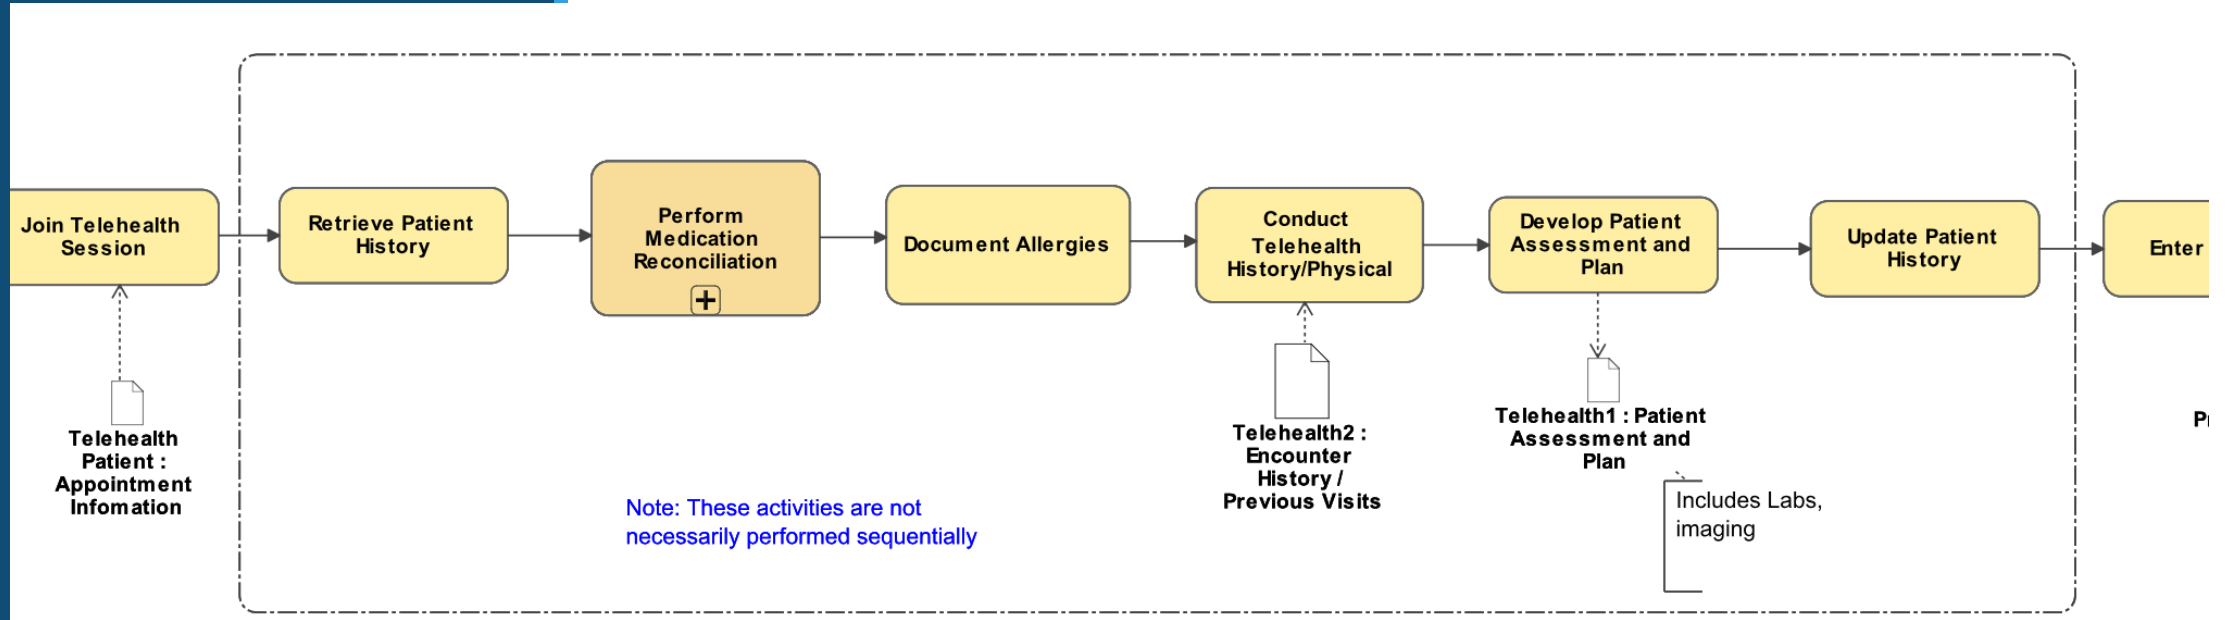 Join Telehealth
Session
Retrieve Patient
History
Perform
Medication
Reconciliation
Document Allergies
Conduct
Telehealth
History/Physical
Develop Patient
Assessment and
Plan
Update Patient
History
Enter
Telehealth
Patient :
Appointment
Infomation
Telehealth2 :
Encounter
History /
Previous Visits
Telehealth1 : Patient
Assessment and
Plan
Includes Labs,
imaging
Note: These activities are not
necessarily performed sequentially